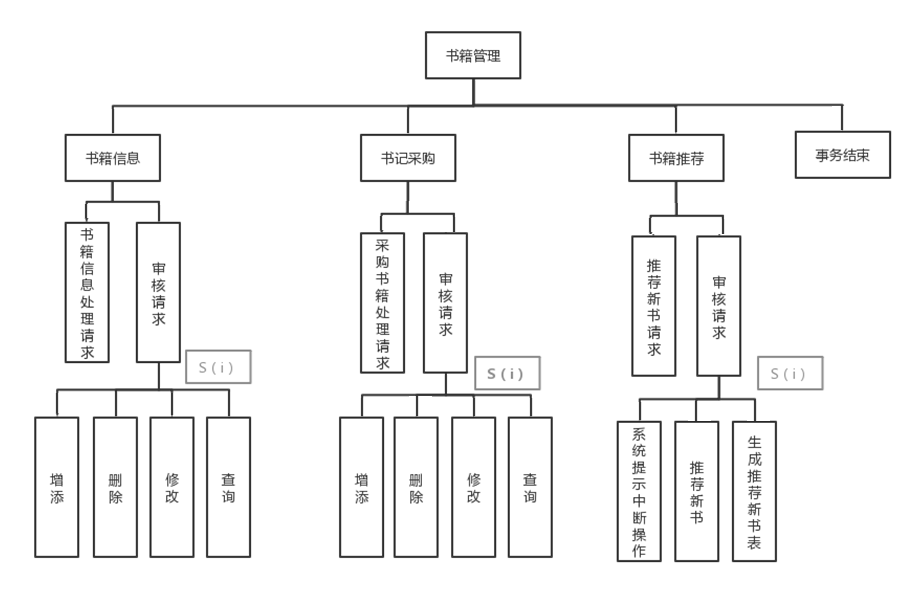 书籍管理
书籍信息
书记采购
书籍推荐
事务结束
书籍信息处理请求
审核请求
采购书籍处理请求
审核请求
推荐新书请求
审核请求
S(i)
S(i)
S(i)
增添
删除
修改
查询
增添
删除
修改
查询
系统提示中断操作
推荐新书
生成推荐新书表